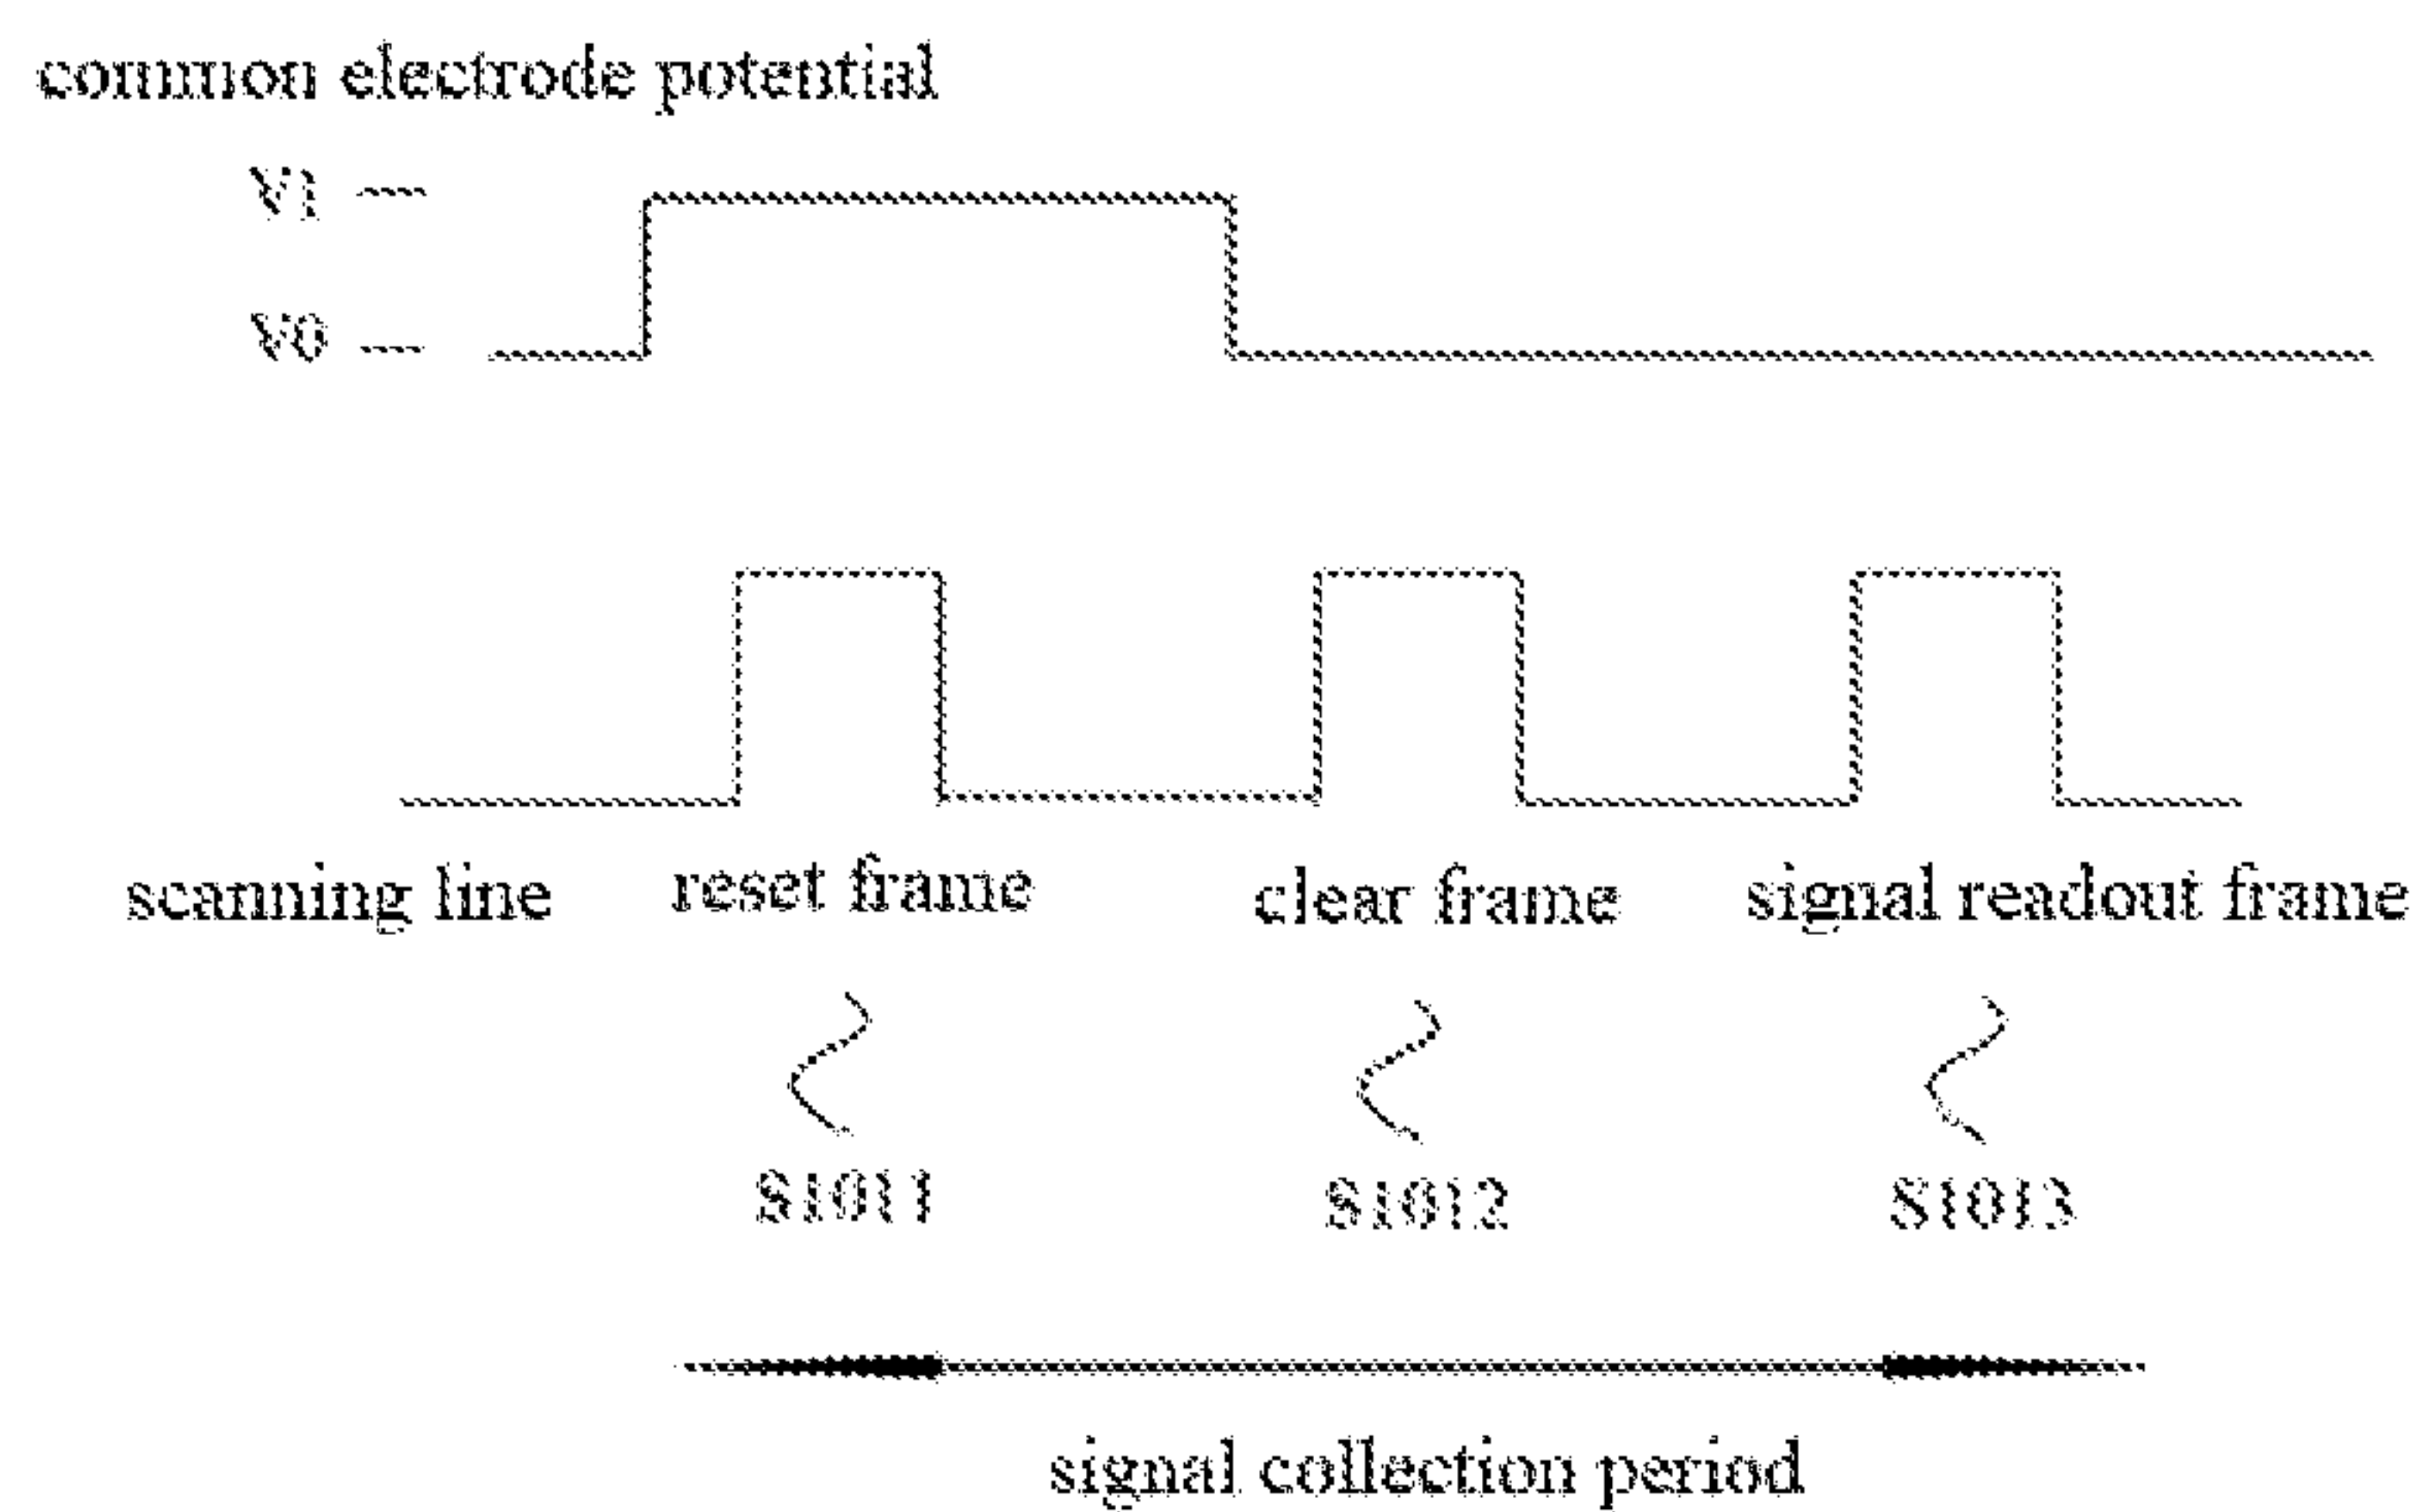 common electrode potential
V1
V0
scanning line
reset frame
clear frame
signal readout frame
S1011
S1012
S1013
signal collection period